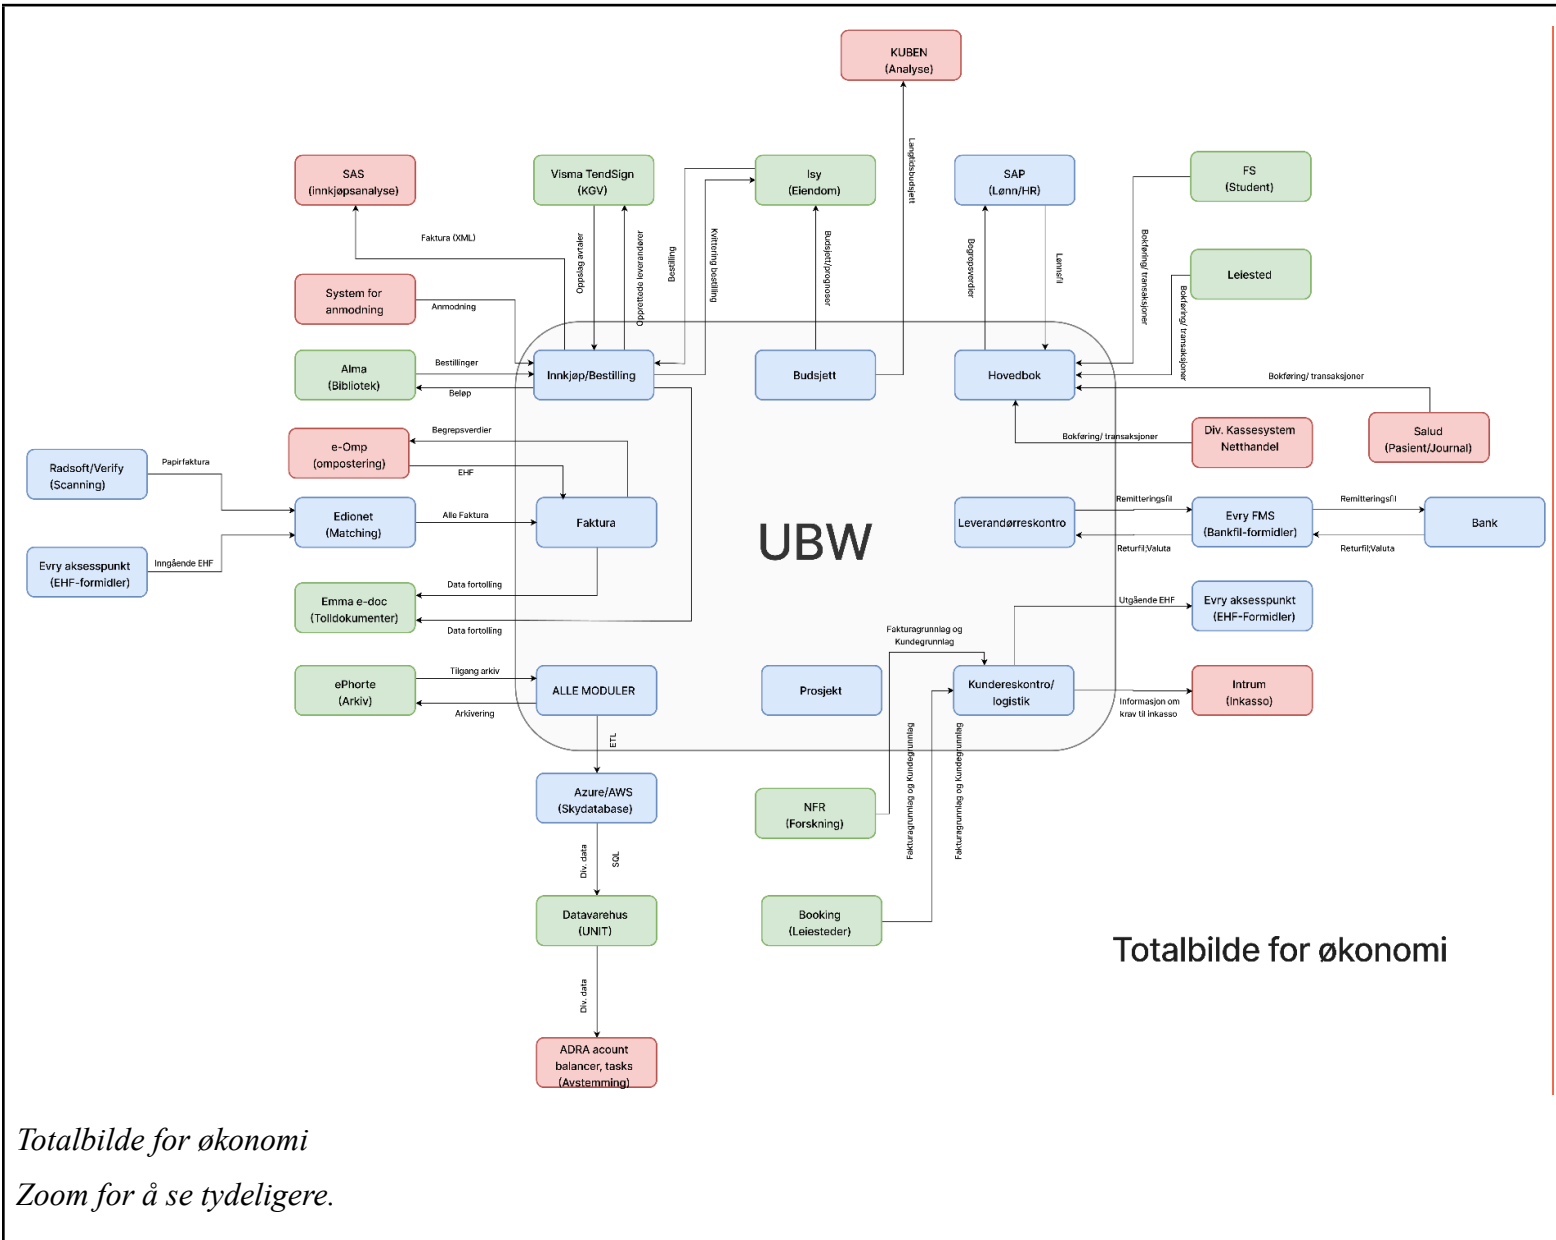 KUBEN
(Analyse)
Langtidsbudsjett
SAS
(innkjøpsanalyse)
Visma TendSign
(KGV)
Isy
(Eiendom)
SAP
(Lønn/HR)
FS
(Student)
Faktura (XML)
Oppslag avtaler
Opprettede leverandører
Bestilling
Kvittering bestilling
Budsjett/prognoser
Begrepsverdier
Lønnsfil
Bokføring/ transaksjoner
Leiested
Bokføring/ transaksjoner
System for
anmodning
Anmodning
Alma
(Bibliotek)
Bestillinger
Beløp
Innkjøp/Bestilling
Budsjett
Hovedbok
Bokføring/ transaksjoner
e-Omp
(ompostering)
Begrepsverdier
EHF
Bokføring/ transaksjoner
Div. Kassesystem
Netthandel
Salud
(Pasient/Journal)
Radsoft/Verify
(Scanning)
Papirfaktura
Edionet
(Matching)
Alle Faktura
Faktura
UBW
Leverandørreskontro
Remitteringsfil
Returfil;Valuta
Evry FMS
(Bankfil-formidler)
Remitteringsfil
Returfil;Valuta
Bank
Evry aksesspunkt
(EHF-formidler)
Inngående EHF
Emma e-doc
(Tolldokumenter)
Data fortolling
Data fortolling
Utgående EHF
Evry aksesspunkt
(EHF-Formidler)
Fakturagrunnlag og
Kundegrunnlag
ePhorte
(Arkiv)
Tilgang arkiv
Arkivering
ALLE MODULER
Prosjekt
Kundereskontro/
logistik
Informasjon om
krav til inkasso
Intrum
(Inkasso)
ETL
Fakturagrunnlag og Kundegrunnlag
Fakturagrunnlag og Kundegrunnlag
Azure/AWS
(Skydatabase)
NFR
(Forskning)
Div. data
SQL
Datavarehus
(UNIT)
Booking
(Leiesteder)
Totalbilde for økonomi
Div. data
ADRA acount
balancer, tasks
(Avstemming)
Totalbilde for økonomi
Zoom for å se tydeligere.